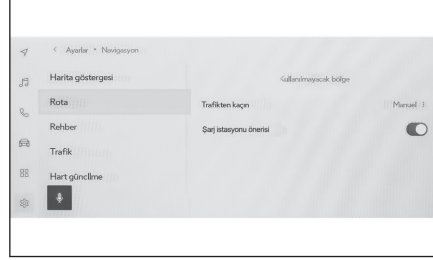 Ayarlar • Navigasyon
Harita göstergesi
Kullanılmayacak bölge
Rota
Trafikten kaçın
Manuel
Rehber
Şarj istasyonu önerisi
Trafik
Hart güncllme